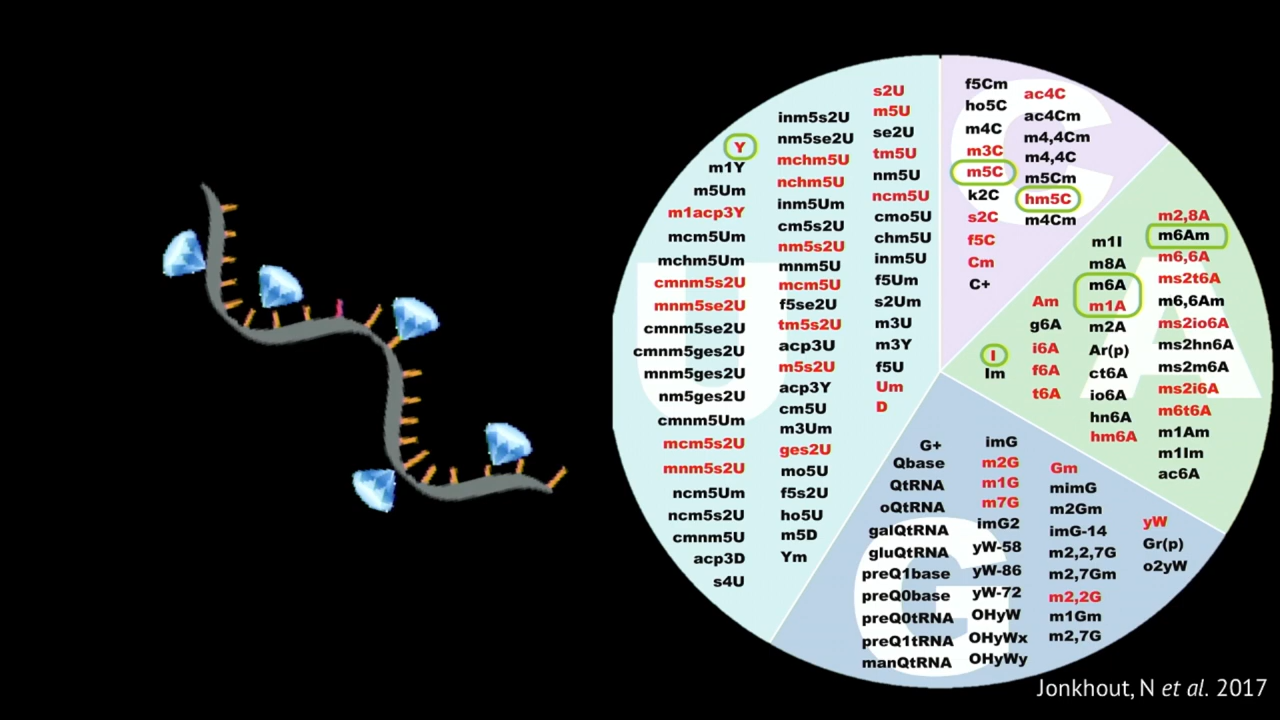 Y
m1Y
m5Um
m1acp3Y
mcm5Um
mchm5Um
cmnm5s2U
mnm5se2U
cmnm5se2U
cmnm5ges2U
mnm5ges2U
nm5ges2U
cmnm5Um
mcm5s2U
mnm5s2U
ncm5Um
ncm5s2U
cmnm5U
acp3D
s4U
inm5s2U
nm5se2U
mchm5U
nchm5U
inm5Um
cm5s2U
nm5s2U
mnm5U
mcm5U
f5se2U
tm5s2U
acp3U
m5s2U
acp3Y
cm5U
m3Um
ges2U
mo5U
f5s2U
ho5U
m5D
Ym
s2U
m5U
se2U
tm5U
nm5U
ncm5U
cmo5U
chm5U
inm5U
f5Um
s2Um
m3U
m3Y
f5U
Um
D
U
f5Cm
ho5C
m4C
m3C
m5C
k2C
s2C
f5C
Cm
C+
ac4C
ac4Cm
m4,4Cm
m4,4C
m5Cm
hm5C
m4Cm
C
I
Im
Am
g6A
i6A
f6A
t6A
m1I
m8A
m6A
m1A
m2A
Ar(p)
ct6A
io6A
hn6A
hm6A
m2,8A
m6Am
m6,6A
ms2t6A
m6,6Am
ms2io6A
ms2hn6A
ms2m6A
ms2i6A
m6t6A
m1Am
m1Im
ac6A
A
G+
Qbase
QtRNA
oQtRNA
galQtRNA
gluQtRNA
preQ1base
preQ0base
preQ0tRNA
preQ1tRNA
manQtRNA
imG
m2G
m1G
m7G
imG2
yW-58
yW-86
yW-72
OHyW
OHyWx
OHyWy
Gm
mimG
m2Gm
imG-14
m2,2,7G
m2,7Gm
m2,2G
m1Gm
m2,7G
yW
Gr(p)
o2yW
G
Jonkhout, N et al. 2017